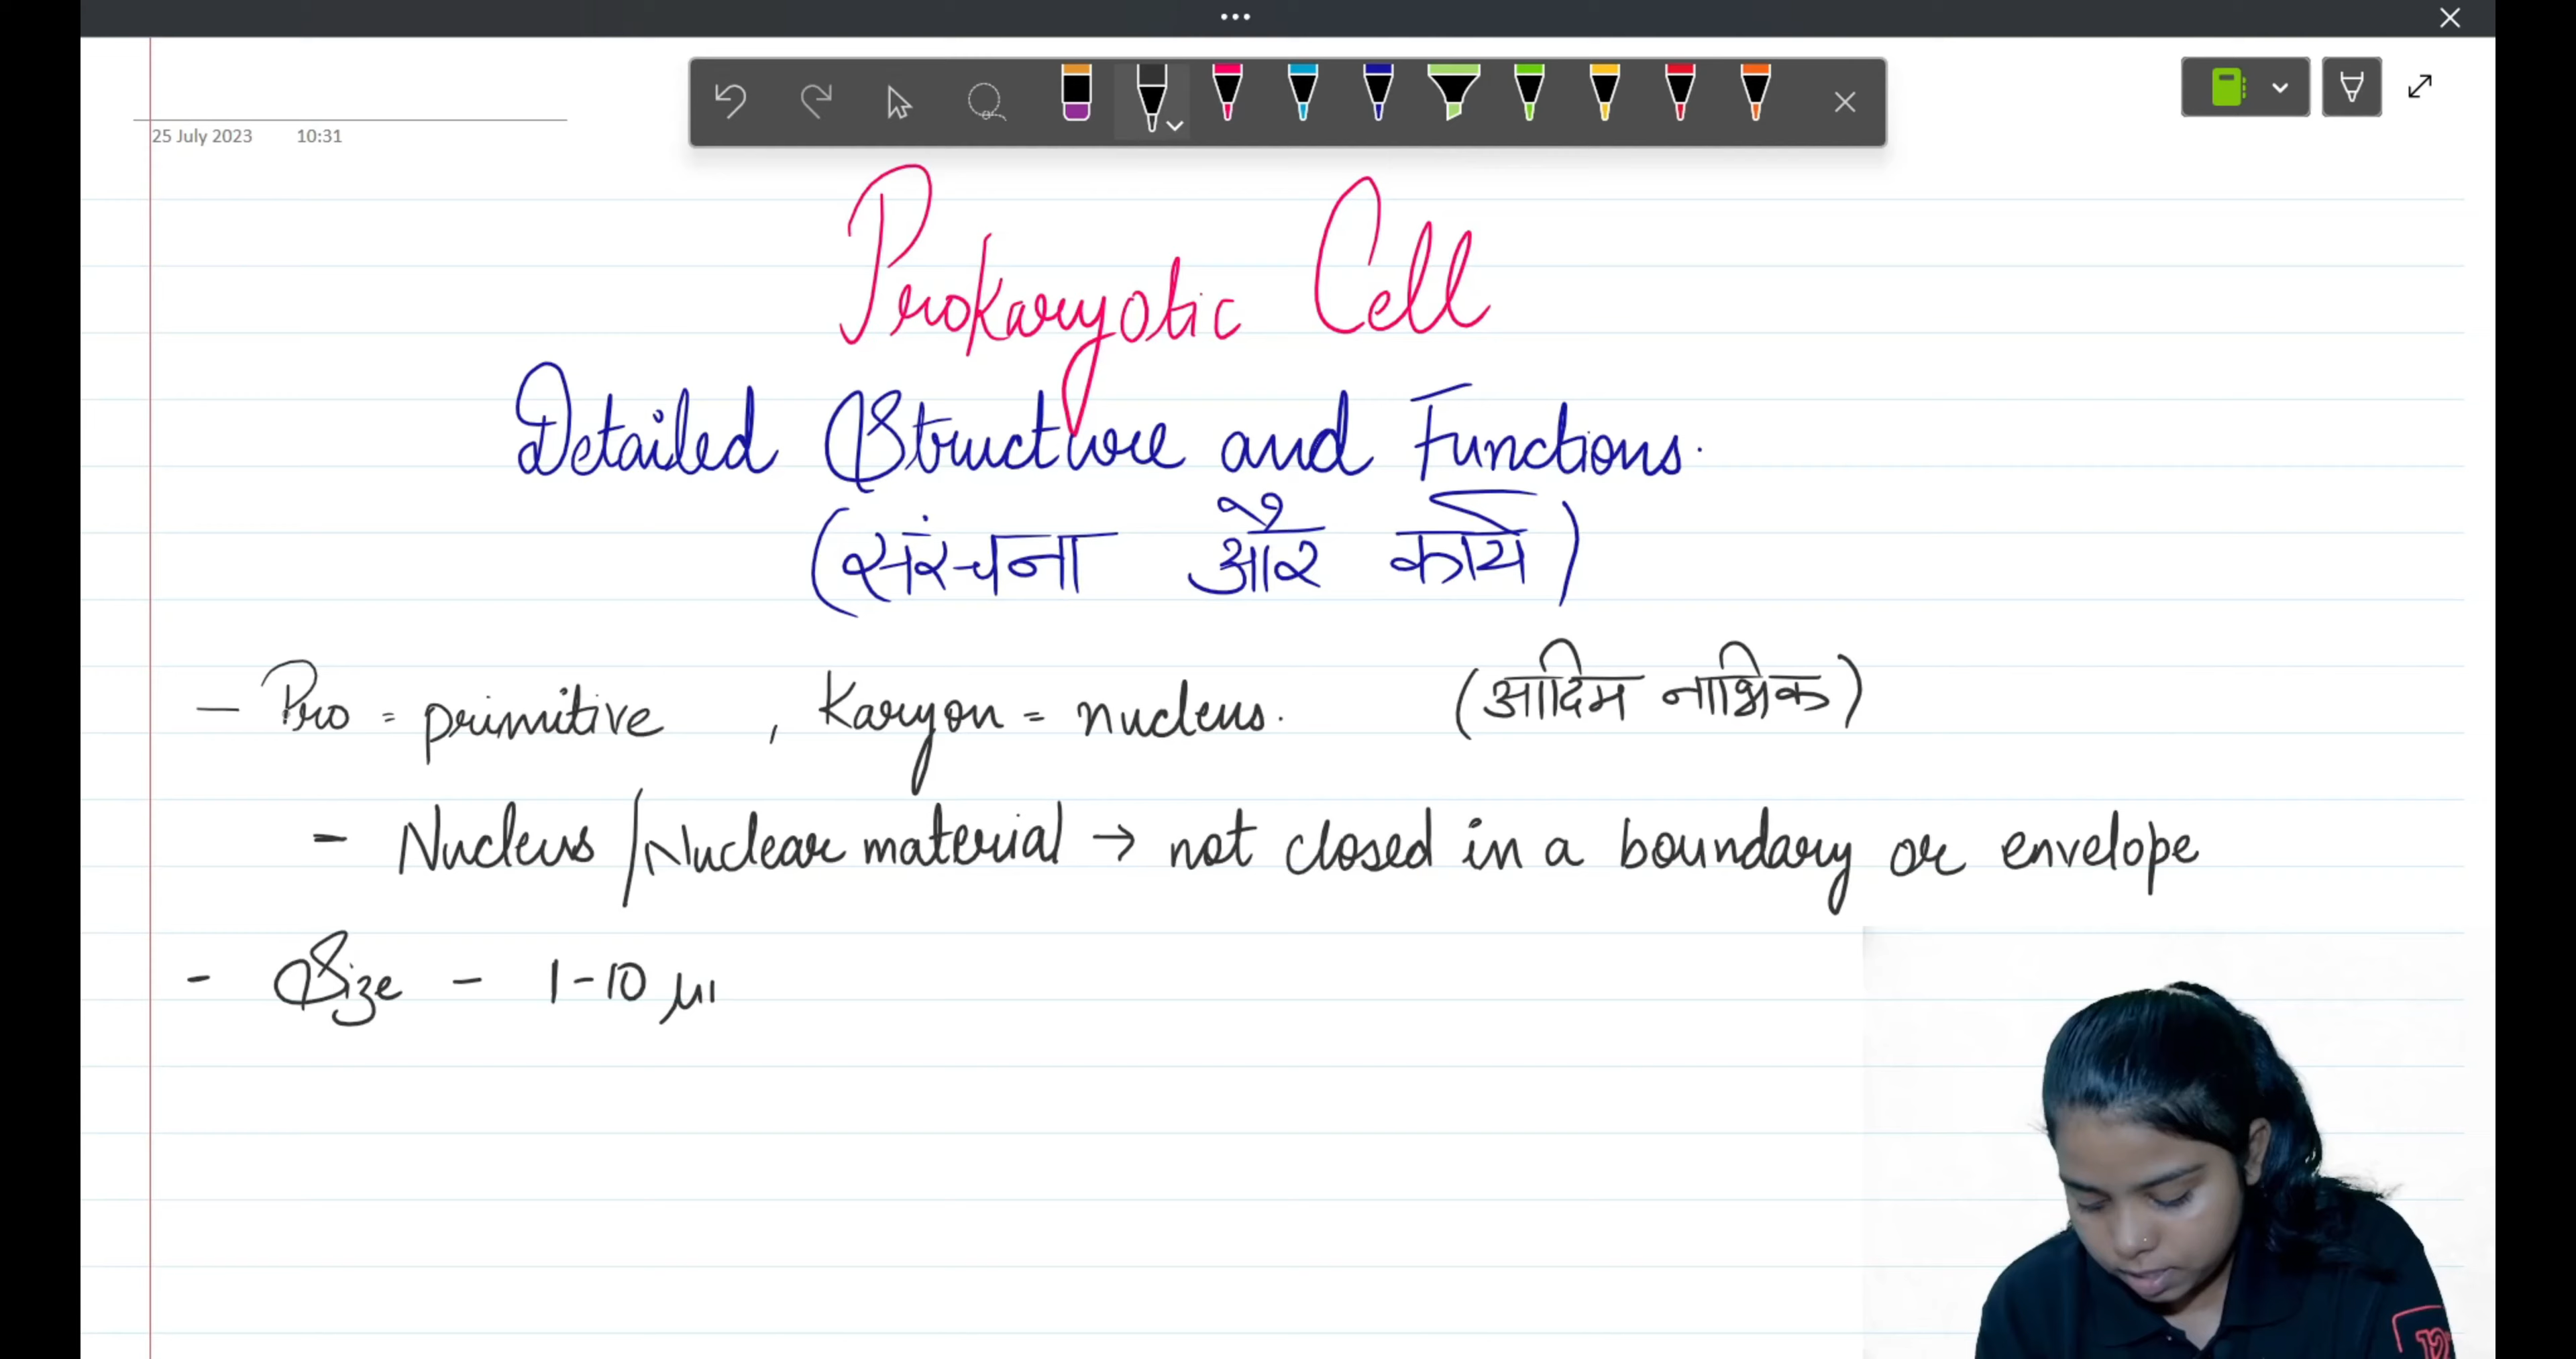 25 July 2023 10:31
Prokaryotic Cell
Detailed Structure and Functions.
(संरचना और कार्य)
- Pro = primitive , Karyon = nucleus. (आदिम नाभिक)
- Nucleus/Nuclear material → not closed in a boundary or envelope
- Size - 1-10 μ